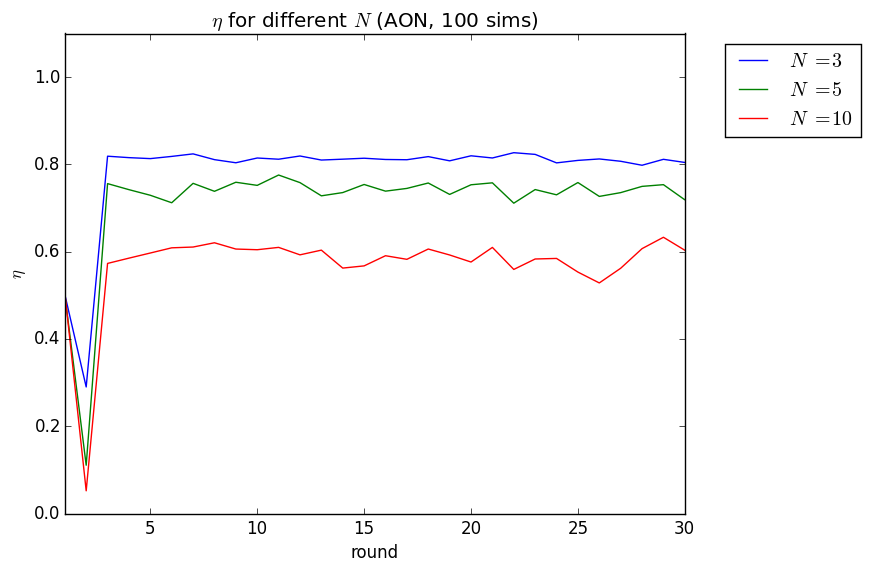 η for different N (AON, 100 sims)
N =3
N =5
N =10
1.0
0.8
0.6
0.4
0.2
0.0
η
5 10 15 20 25 30
round